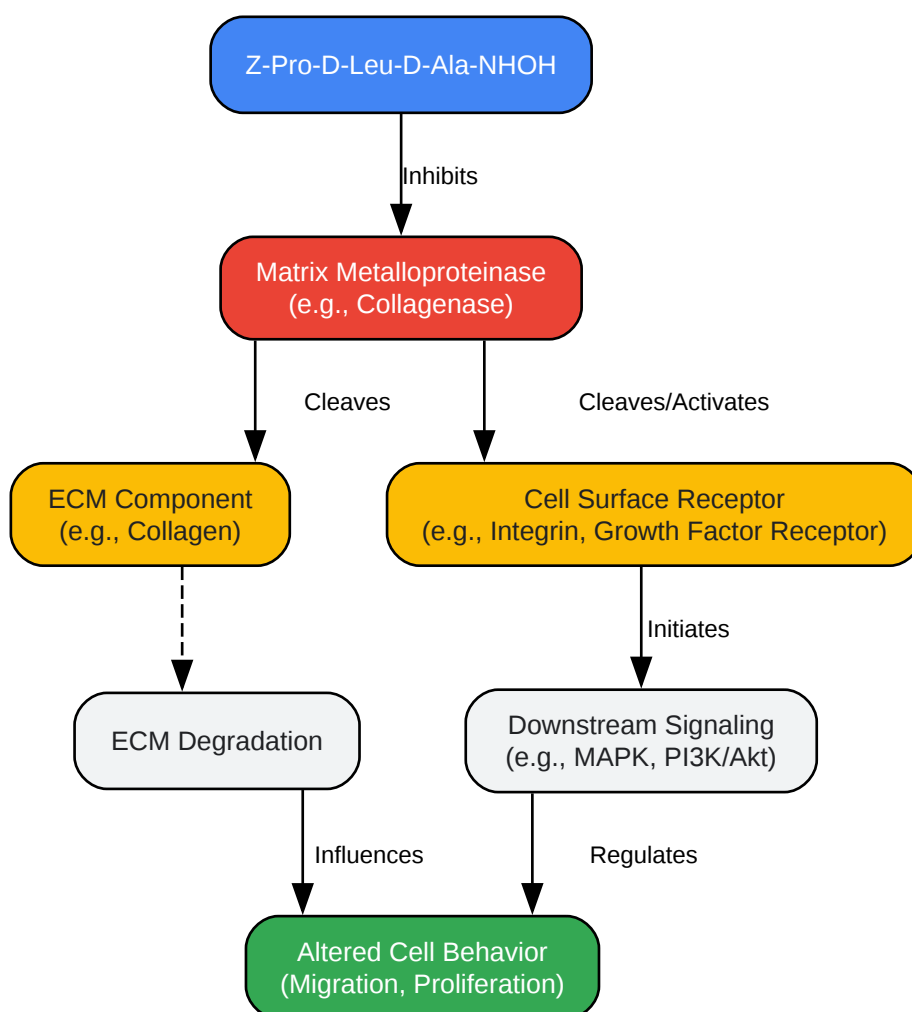 Z-Pro-D-Leu-D-Ala-NHOH
Inhibits
Matrix Metalloproteinase
(e.g., Collagenase)
Cleaves
Cleaves/Activates
ECM Component
(e.g., Collagen)
Cell Surface Receptor
(e.g., Integrin, Growth Factor Receptor)
Initiates
ECM Degradation
Downstream Signaling
(e.g., MAPK, PI3K/Akt)
Influences
Regulates
Altered Cell Behavior
(Migration, Proliferation)